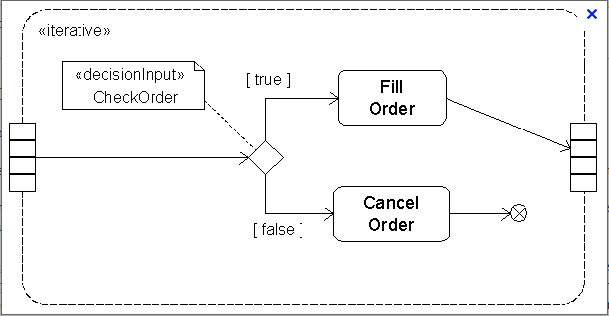 «iterative»
«decisionInput»
CheckOrder
[ true ]
Fill
Order
Cancel
Order
[ false ]